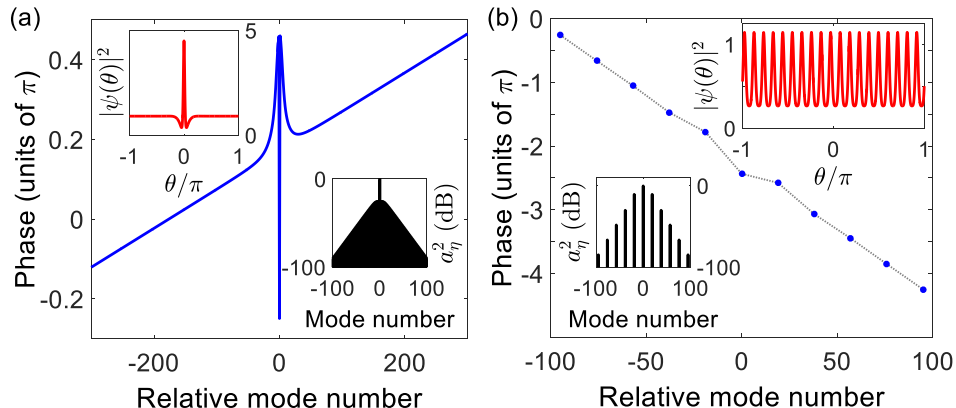 (a)
Phase (units of π)
0.4
0.2
0
-0.2
-200
0
200
Relative mode number
|ψ(θ)|²
5
0
-1
0
1
θ/π
0
-100
a²_η (dB)
-100
0
100
Mode number
(b)
Phase (units of π)
0
-1
-2
-3
-4
-100
-50
0
50
100
Relative mode number
|ψ(θ)|²
1
0
-1
0
1
θ/π
a²_η (dB)
0
-100
-100
0
100
Mode number